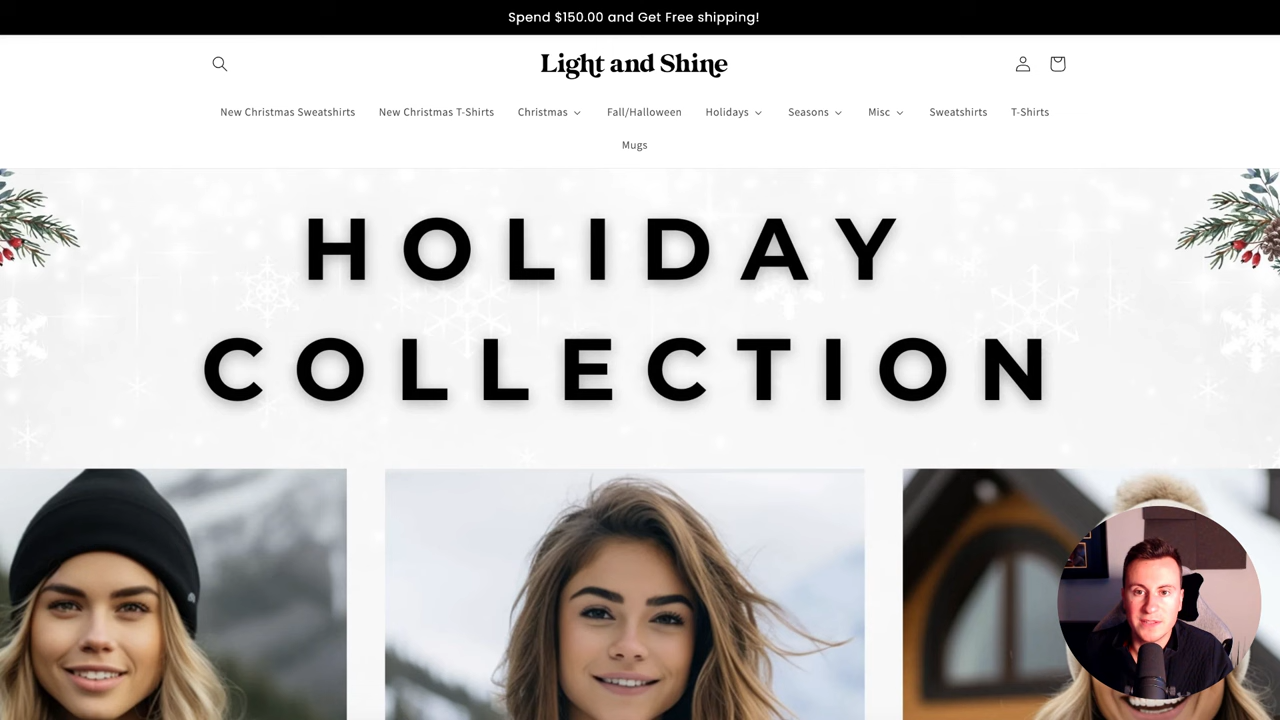 Spend $150.00 and Get Free shipping!
Light and Shine
New Christmas Sweatshirts New Christmas T-Shirts Christmas Fall/Halloween Holidays Seasons Misc Sweatshirts T-Shirts
Mugs
HOLIDAY
COLLECTION